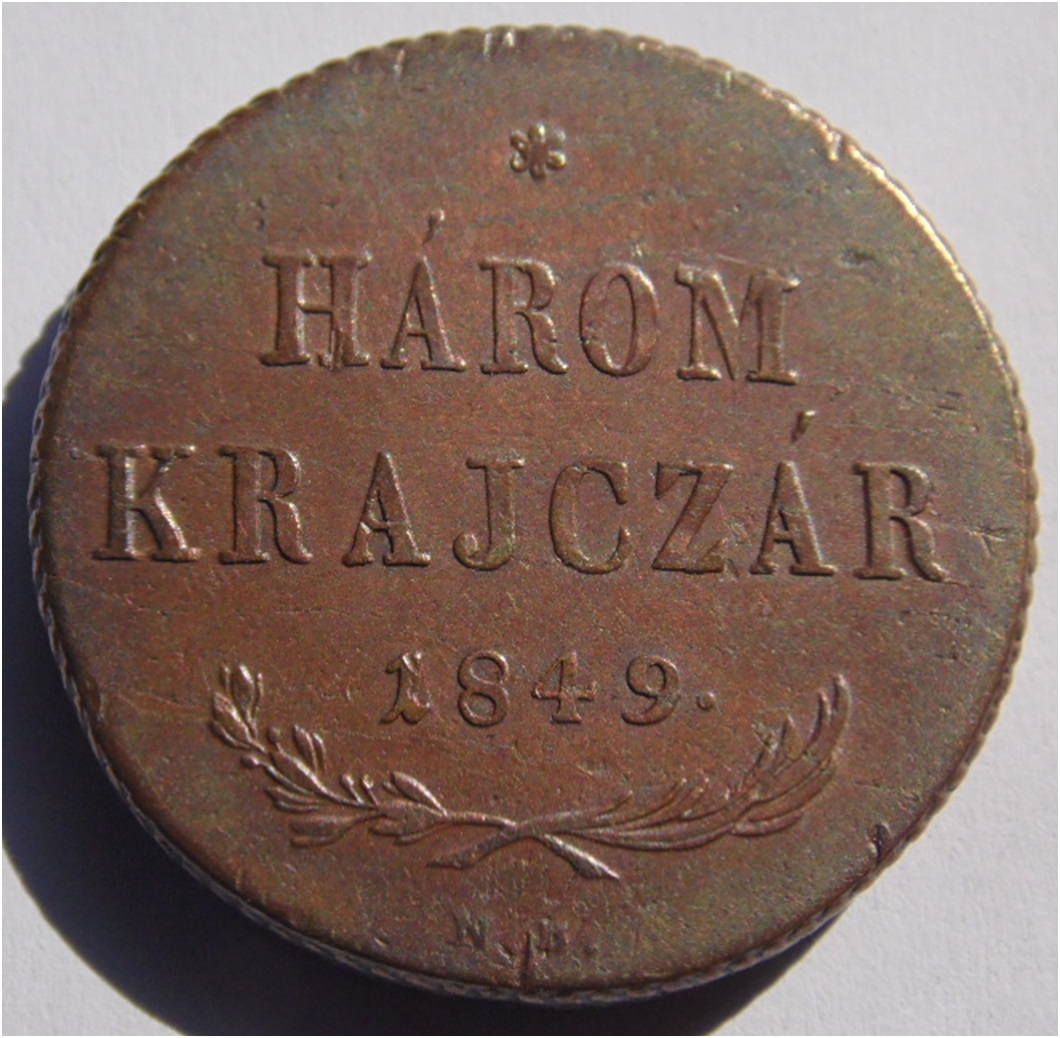 HÁROM
KRAJCZÁR
1849.
N.B.